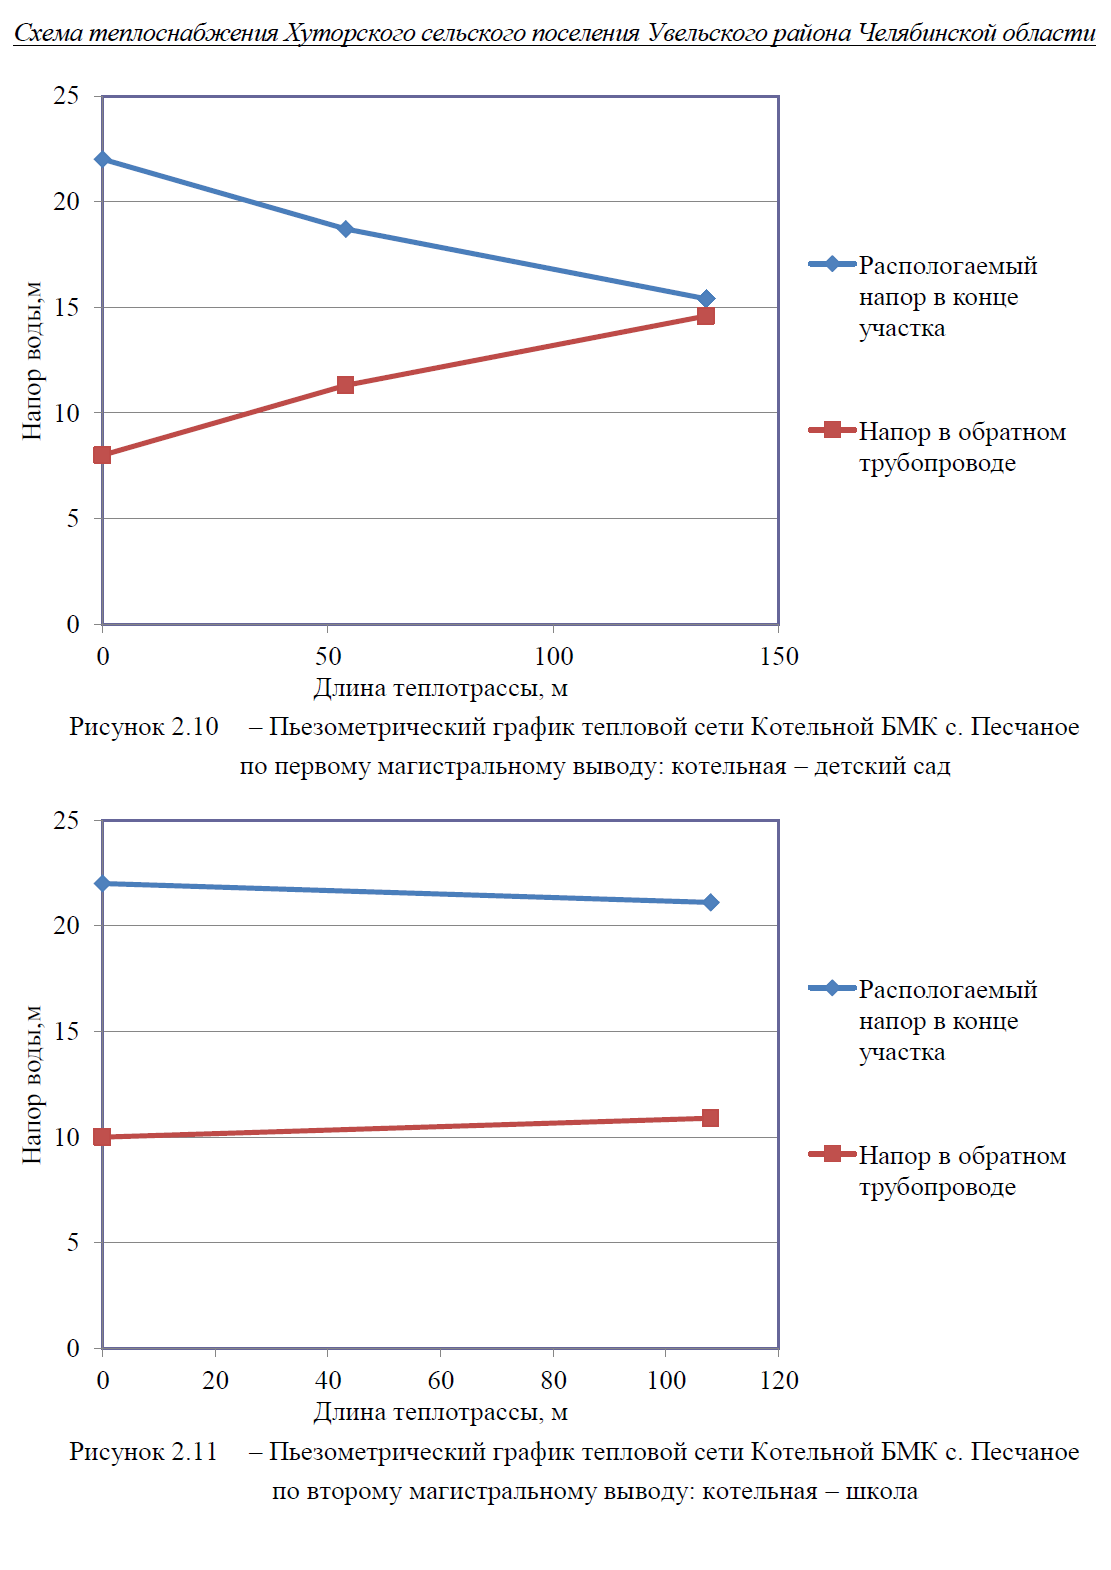 Схема теплоснабжения Хуторского сельского поселения Увельского района Челябинской области
25
20
15
10
5
0
Напор воды,м
0 50 100 150
Длина теплотрассы, м
Распологаемый
напор в конце
участка
Напор в обратном
трубопроводе
Рисунок 2.10 – Пьезометрический график тепловой сети Котельной БМК с. Песчаное
по первому магистральному выводу: котельная – детский сад
25
20
15
10
5
0
Напор воды,м
0 20 40 60 80 100 120
Длина теплотрассы, м
Распологаемый
напор в конце
участка
Напор в обратном
трубопроводе
Рисунок 2.11 – Пьезометрический график тепловой сети Котельной БМК с. Песчаное
по второму магистральному выводу: котельная – школа